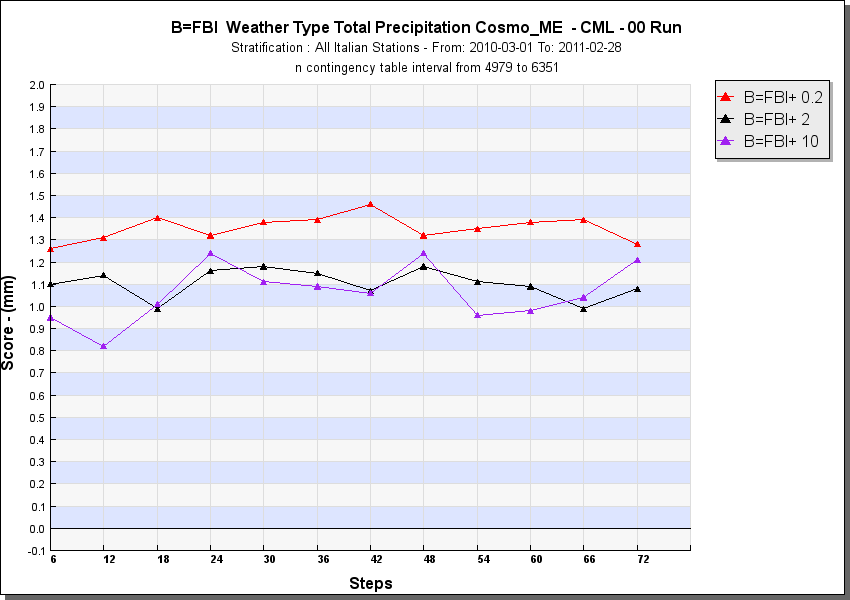 B=FBI  Weather Type Total Precipitation Cosmo_ME  - CML - 00 Run
Stratification : All Italian Stations - From: 2010-03-01 To: 2011-02-28
n contingency table interval from 4979 to 6351
B=FBI+ 0.2
B=FBI+ 2
B=FBI+ 10
Score - (mm)
2.0
1.9
1.8
1.7
1.6
1.5
1.4
1.3
1.2
1.1
1.0
0.9
0.8
0.7
0.6
0.5
0.4
0.3
0.2
0.1
0.0
-0.1
6 12 18 24 30 36 42 48 54 60 66 72
Steps